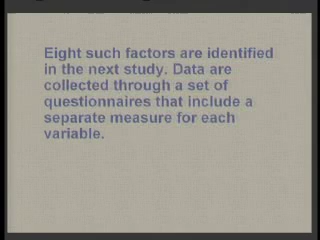 Eight such factors are identified
in the next study. Data are
collected through a set of
questionnaires that include a
separate measure for each
variable.